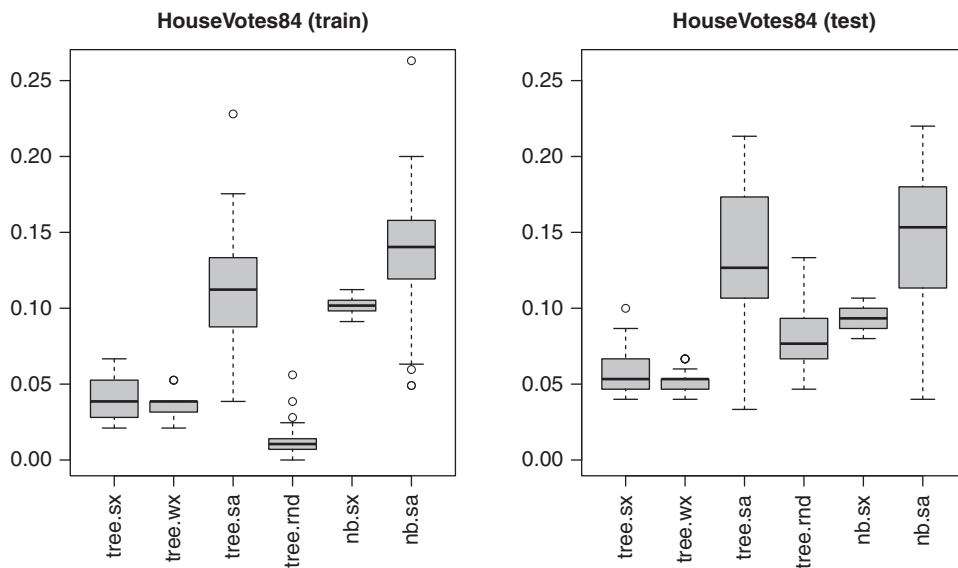 HouseVotes84 (train)
0.25
0.20
0.15
0.10
0.05
0.00
tree.sx
tree.wx
tree.sa
tree.rnd
nb.sx
nb.sa
HouseVotes84 (test)
0.25
0.20
0.15
0.10
0.05
0.00
tree.sx
tree.wx
tree.sa
tree.rnd
nb.sx
nb.sa